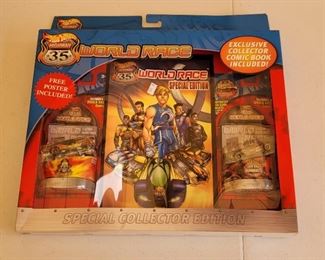 HIGHWAY
35
WORLD RACE
EXCLUSIVE
COLLECTOR
COMIC BOOK
INCLUDED!
FREE
POSTER
INCLUDED!
35
WORLD RACE
SPECIAL EDITION
SPECIAL COLLECTOR EDITION